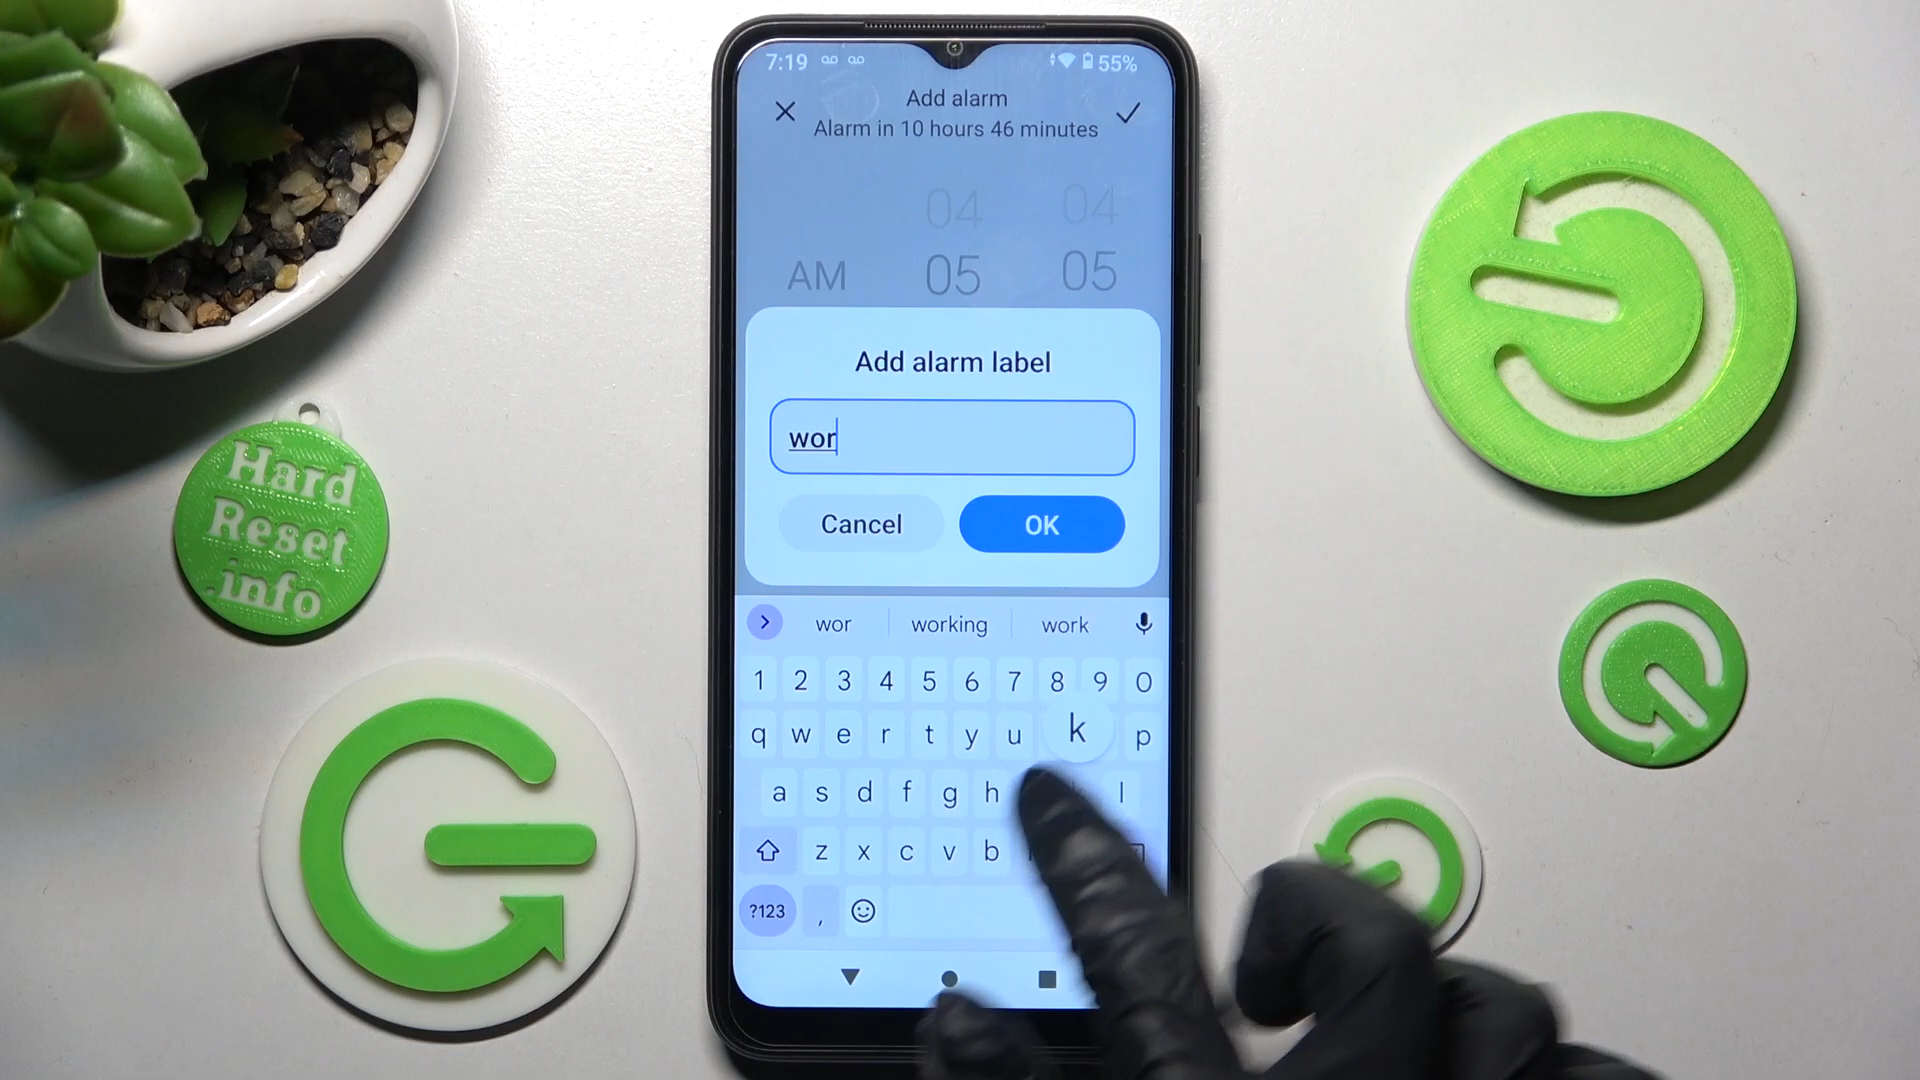 7:19 55%
Add alarm
Alarm in 10 hours 46 minutes
04 04
AM 05 05
Add alarm label
wor
Cancel OK
wor working work
1 2 3 4 5 6 7 8 9 0
q w e r t y u k p
a s d f g h l
z x c v b
?123 ,
Hard
Reset
.info